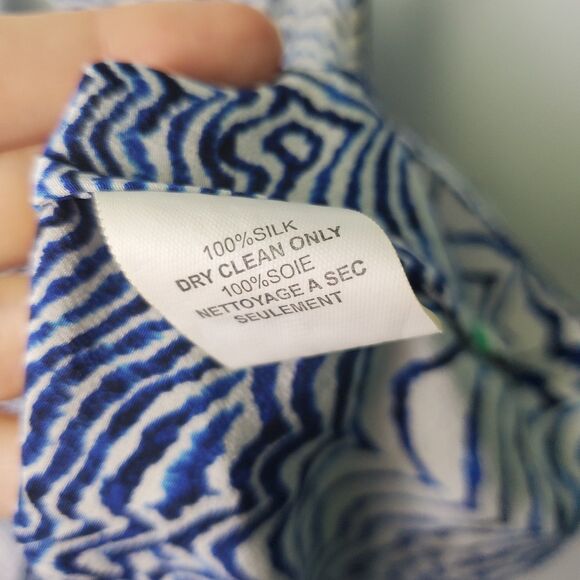 100%SILK
DRY CLEAN ONLY
100%SOIE
NETTOYAGE A SEC
SEULEMENT